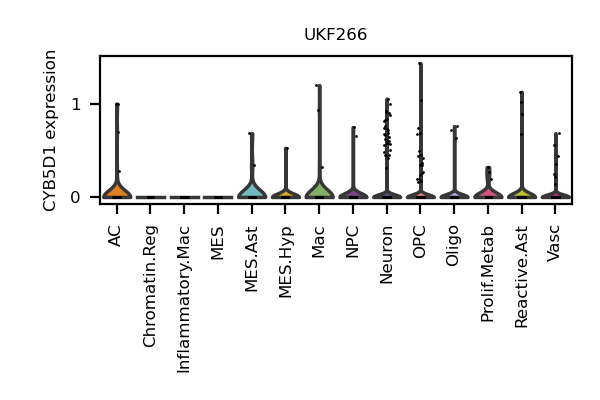 UKF266
CYB5D1 expression
1
0
AC
Chromatin.Reg
Inflammatory.Mac
MES
MES.Ast
MES.Hyp
Mac
NPC
Neuron
OPC
Oligo
Prolif.Metab
Reactive.Ast
Vasc